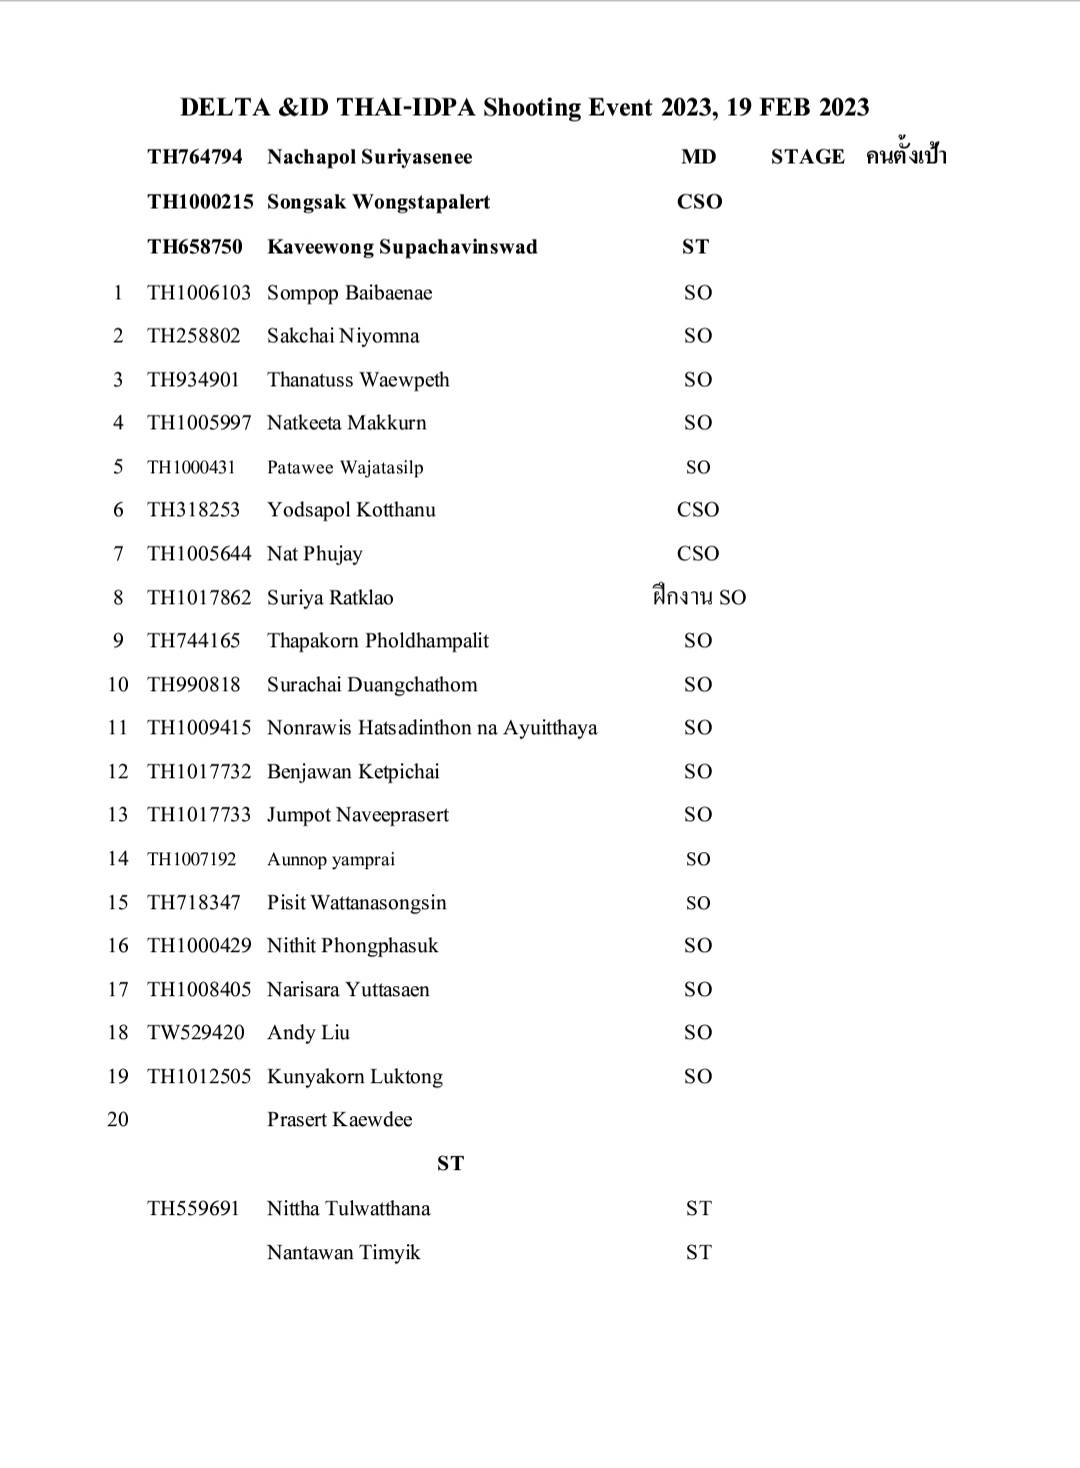 DELTA &ID THAI-IDPA Shooting Event 2023, 19 FEB 2023
TH764794 Nachapol Suriyasenee MD STAGE คนตั้งเป้า
TH1000215 Songsak Wongstapalert CSO
TH658750 Kaveewong Supachavinswad ST
1 TH1006103 Sompop Baibaenae SO
2 TH258802 Sakchai Niyomna SO
3 TH934901 Thanatuss Waewpeth SO
4 TH1005997 Natkeeta Makkurn SO
5 TH1000431 Patawee Wajatasilp SO
6 TH318253 Yodsapol Kotthanu CSO
7 TH1005644 Nat Phujay CSO
8 TH1017862 Suriya Ratklao ฝึกงาน SO
9 TH744165 Thapakorn Pholdhampalit SO
10 TH990818 Surachai Duangchathom SO
11 TH1009415 Nonrawis Hatsadinthon na Ayuitthaya SO
12 TH1017732 Benjawan Ketpichai SO
13 TH1017733 Jumpot Naveeprasert SO
14 TH1007192 Aunnop yamprai SO
15 TH718347 Pisit Wattanasongsin SO
16 TH1000429 Nithit Phongphasuk SO
17 TH1008405 Narisara Yuttasaen SO
18 TW529420 Andy Liu SO
19 TH1012505 Kunyakorn Luktong SO
20 Prasert Kaewdee
ST
TH559691 Nittha Tulwatthana ST
Nantawan Timyik ST